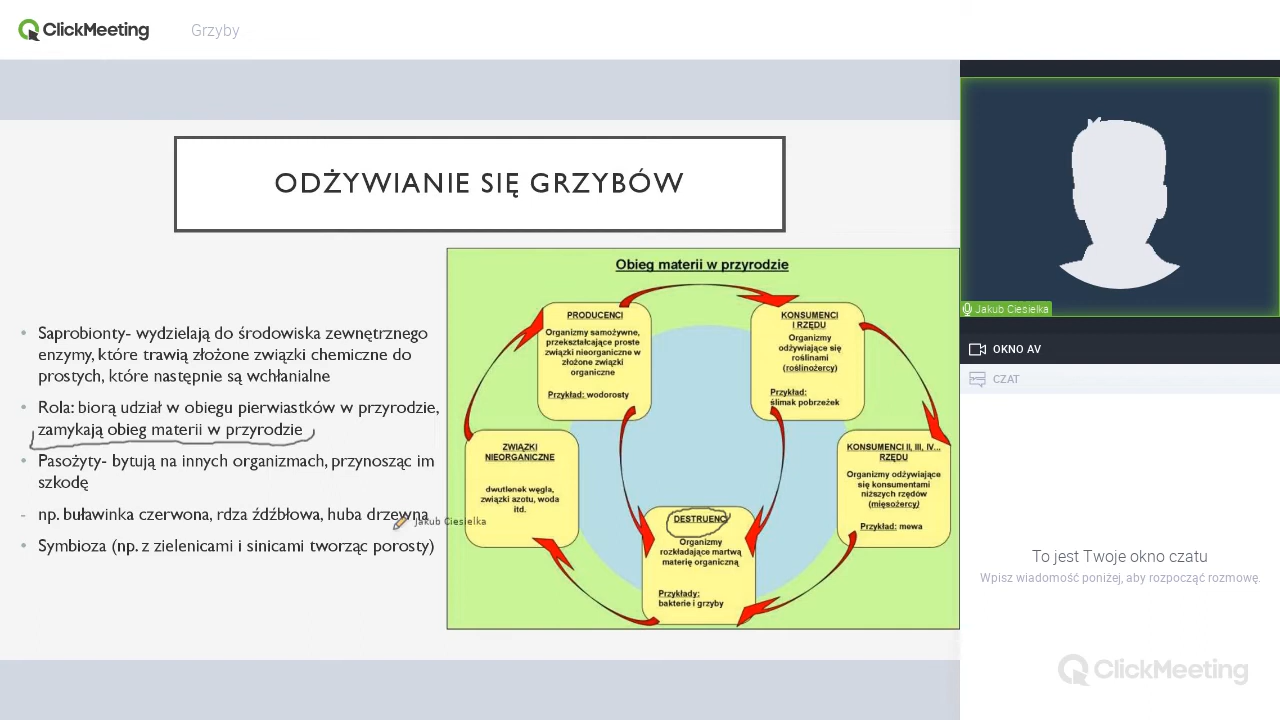 ClickMeeting
Grzyby
ODŻYWIANIE SIĘ GRZYBÓW
Saprobionty- wydzielają do środowiska zewnętrznego
enzymy, które trawią złożone związki chemiczne do
prostych, które następnie są wchłanialne
Rola: biorą udział w obiegu pierwiastków w przyrodzie,
zamykają obieg materii w przyrodzie
Pasożyty- bytują na innych organizmach, przynosząc im
szkodę
- np. buławinka czerwona, rdza źdźbłowa, huba drzewna
Symbioza (np. z zielenicami i sinicami tworząc porosty)
Jakub Ciesielka
Obieg materii w przyrodzie
PRODUCENCI
Organizmy samożywne,
przekształcające proste
związki nieorganiczne w
złożone związki
organiczne
Przykład: wodorosty
KONSUMENCI
I RZĘDU
Organizmy
odżywiające się
roślinami
(roślinożercy)
Przykład:
ślimak pobrzeżek
ZWIĄZKI
NIEORGANICZNE
dwutlenek węgla,
związki azotu, woda
itd.
KONSUMENCI II, III, IV...
RZĘDU
Organizmy odżywiające
się konsumentami
niższych rzędów
(mięsożercy)
Przykład: mewa
DESTRUENCI
Organizmy
rozkładające martwą
materię organiczną
Przykłady:
bakterie i grzyby
Jakub Ciesielka
OKNO AV
CZAT
To jest Twoje okno czatu
Wpisz wiadomość poniżej, aby rozpocząć rozmowę.
ClickMeeting